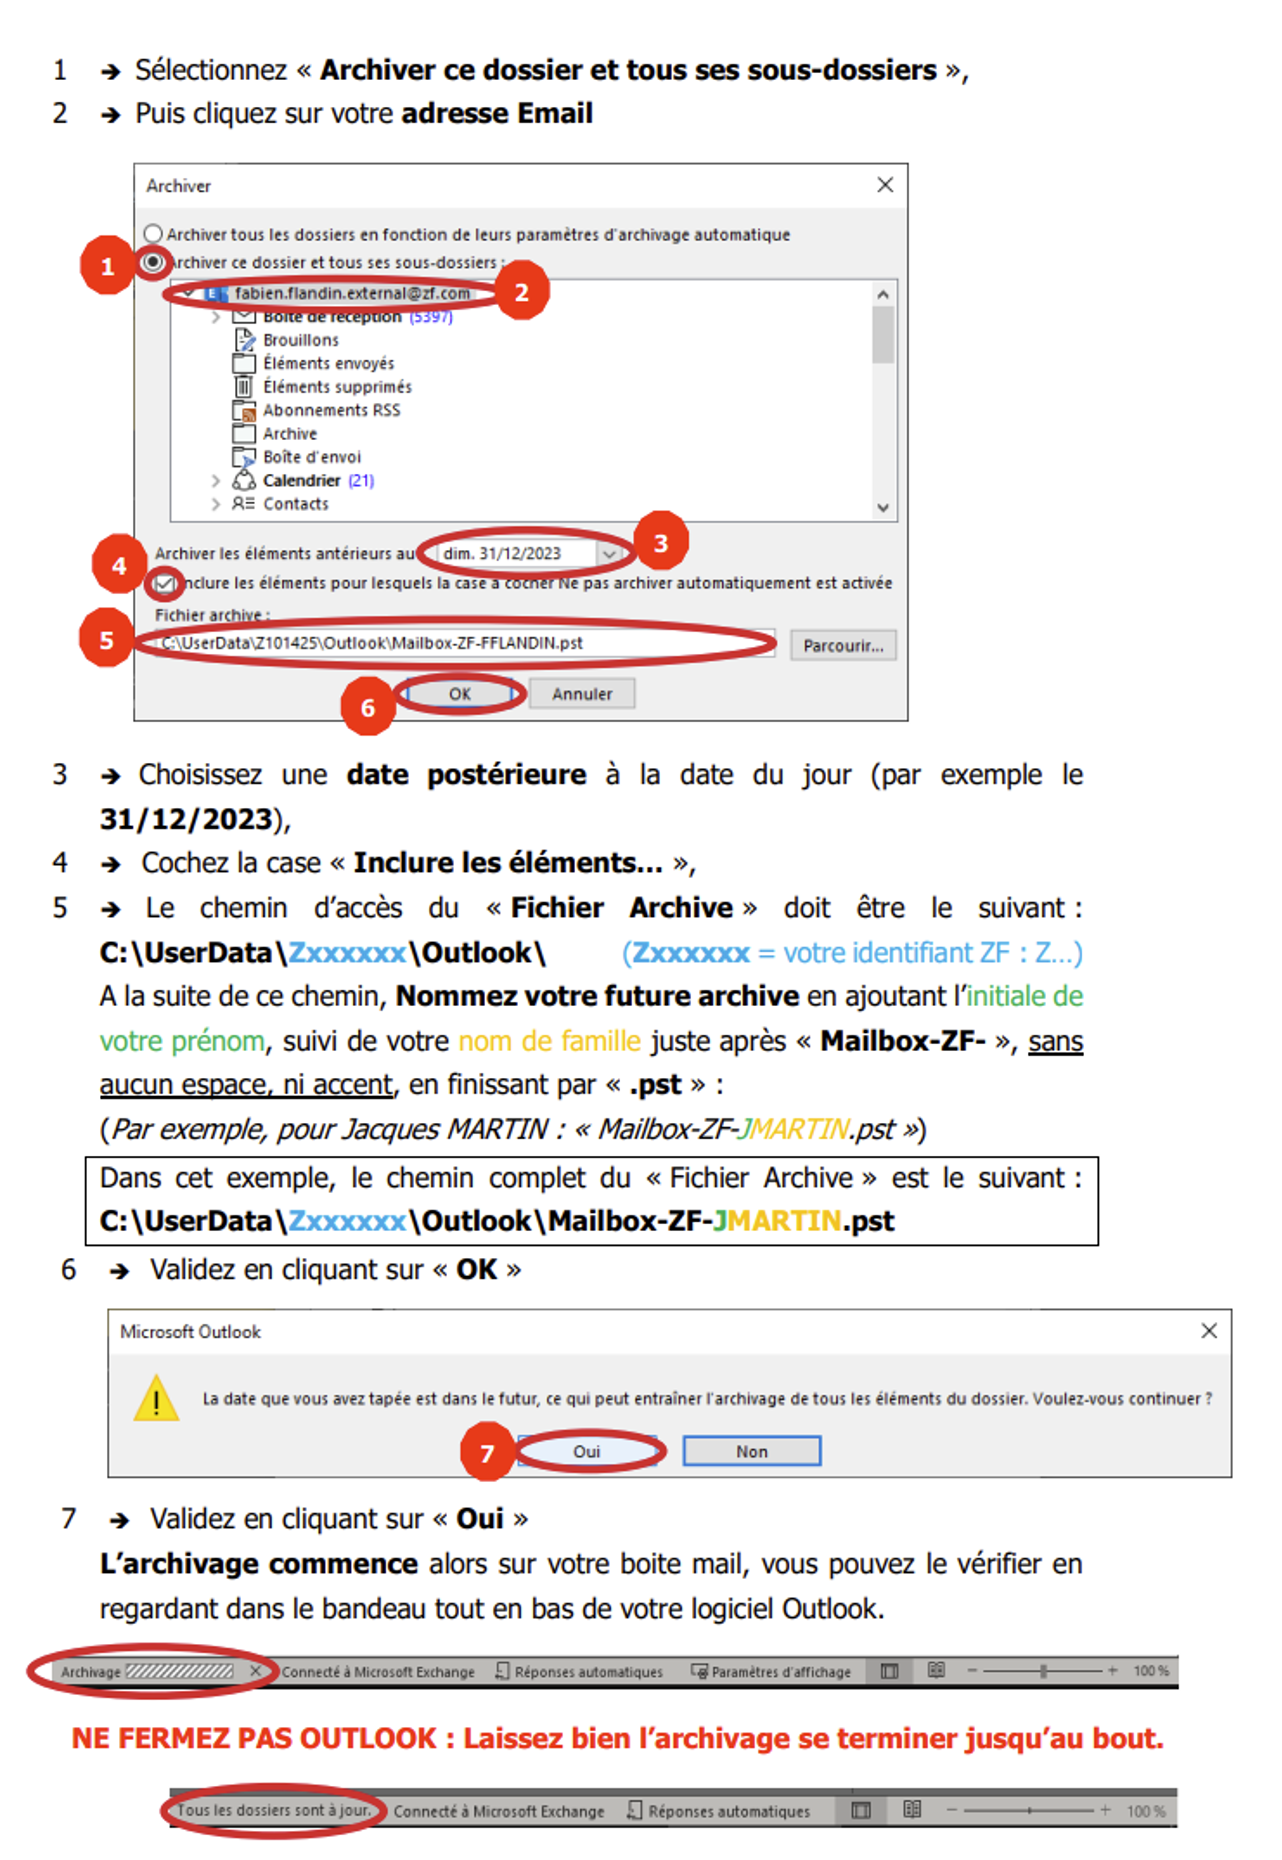 1 ➔ Sélectionnez « Archiver ce dossier et tous ses sous-dossiers »,
2 ➔ Puis cliquez sur votre adresse Email
Archiver
Archiver tous les dossiers en fonction de leurs paramètres d'archivage automatique
1
Archiver ce dossier et tous ses sous-dossiers :
fabien.flandin.external@zf.com
2
Boîte de réception (5397)
Brouillons
Éléments envoyés
Éléments supprimés
Abonnements RSS
Archive
Boîte d'envoi
Calendrier (21)
Contacts
Archiver les éléments antérieurs au
dim. 31/12/2023
3
4
Inclure les éléments pour lesquels la case à cocher Ne pas archiver automatiquement est activée
Fichier archive :
5
C:\UserData\Z101425\Outlook\Mailbox-ZF-FFLANDIN.pst
Parcourir...
6
OK
Annuler
3 ➔ Choisissez une date postérieure à la date du jour (par exemple le
31/12/2023),
4 ➔ Cochez la case « Inclure les éléments... »,
5 ➔ Le chemin d'accès du « Fichier Archive » doit être le suivant :
C:\UserData\Zxxxxxx\Outlook\ (Zxxxxxx = votre identifiant ZF : Z...)
A la suite de ce chemin, Nommez votre future archive en ajoutant l'initiale de
votre prénom, suivi de votre nom de famille juste après « Mailbox-ZF- », sans
aucun espace, ni accent, en finissant par « .pst » :
(Par exemple, pour Jacques MARTIN : « Mailbox-ZF-JMARTIN.pst »)
Dans cet exemple, le chemin complet du « Fichier Archive » est le suivant :
C:\UserData\Zxxxxxx\Outlook\Mailbox-ZF-JMARTIN.pst
6 ➔ Validez en cliquant sur « OK »
Microsoft Outlook
La date que vous avez tapée est dans le futur, ce qui peut entraîner l'archivage de tous les éléments du dossier. Voulez-vous continuer ?
7
Oui
Non
7 ➔ Validez en cliquant sur « Oui »
L'archivage commence alors sur votre boite mail, vous pouvez le vérifier en
regardant dans le bandeau tout en bas de votre logiciel Outlook.
Archivage Connecté à Microsoft Exchange Réponses automatiques Paramètres d'affichage 100 %
NE FERMEZ PAS OUTLOOK : Laissez bien l'archivage se terminer jusqu'au bout.
Tous les dossiers sont à jour. Connecté à Microsoft Exchange Réponses automatiques 100 %